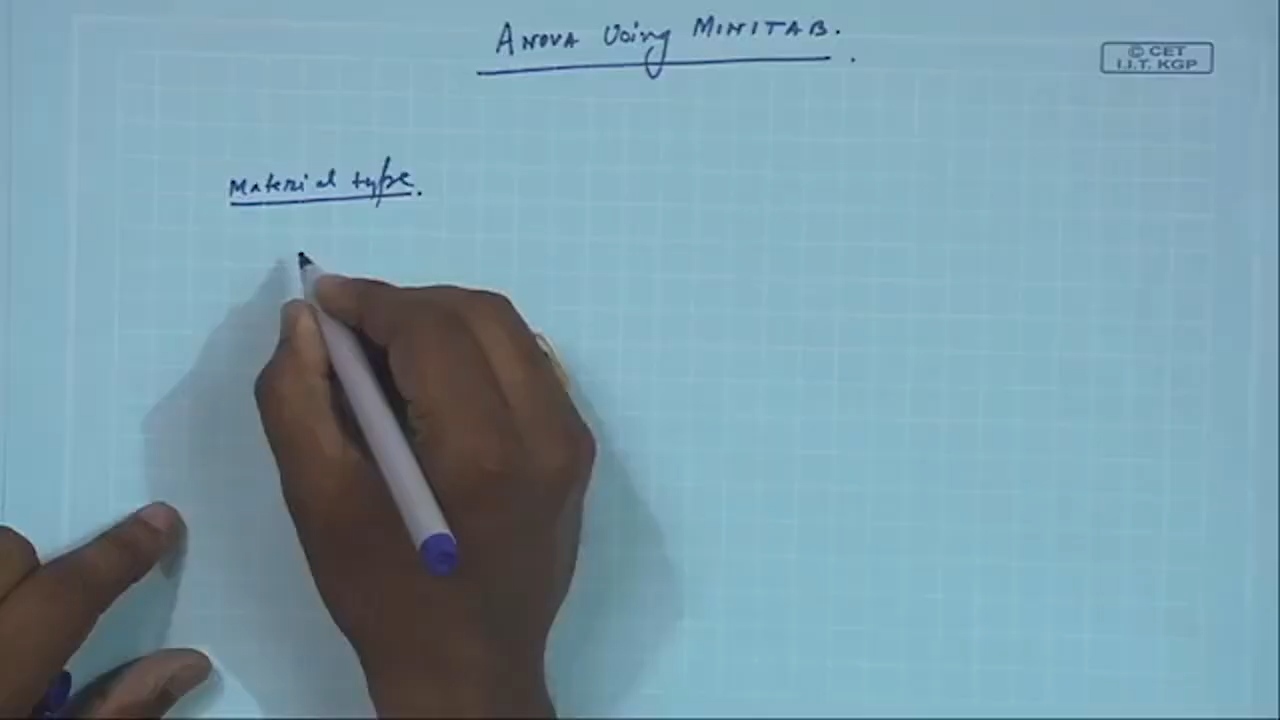 ANOVA Using MINITAB.
© CET
I.I.T. KGP
Material type.